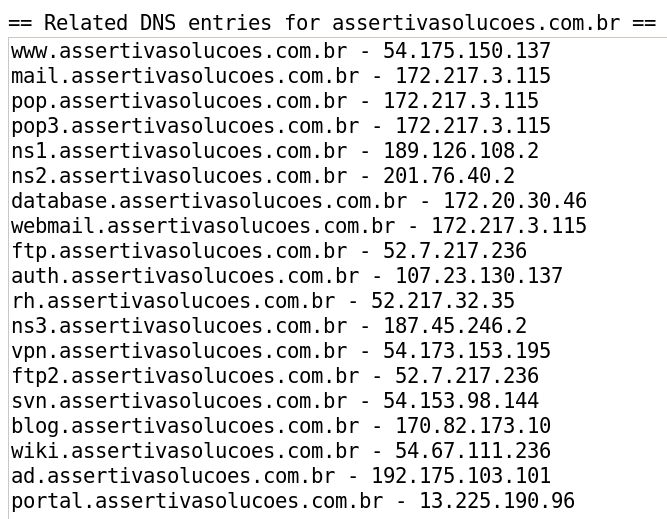 == Related DNS entries for assertivasolucoes.com.br ==
www.assertivasolucoes.com.br - 54.175.150.137
mail.assertivasolucoes.com.br - 172.217.3.115
pop.assertivasolucoes.com.br - 172.217.3.115
pop3.assertivasolucoes.com.br - 172.217.3.115
ns1.assertivasolucoes.com.br - 189.126.108.2
ns2.assertivasolucoes.com.br - 201.76.40.2
database.assertivasolucoes.com.br - 172.20.30.46
webmail.assertivasolucoes.com.br - 172.217.3.115
ftp.assertivasolucoes.com.br - 52.7.217.236
auth.assertivasolucoes.com.br - 107.23.130.137
rh.assertivasolucoes.com.br - 52.217.32.35
ns3.assertivasolucoes.com.br - 187.45.246.2
vpn.assertivasolucoes.com.br - 54.173.153.195
ftp2.assertivasolucoes.com.br - 52.7.217.236
svn.assertivasolucoes.com.br - 54.153.98.144
blog.assertivasolucoes.com.br - 170.82.173.10
wiki.assertivasolucoes.com.br - 54.67.111.236
ad.assertivasolucoes.com.br - 192.175.103.101
portal.assertivasolucoes.com.br - 13.225.190.96